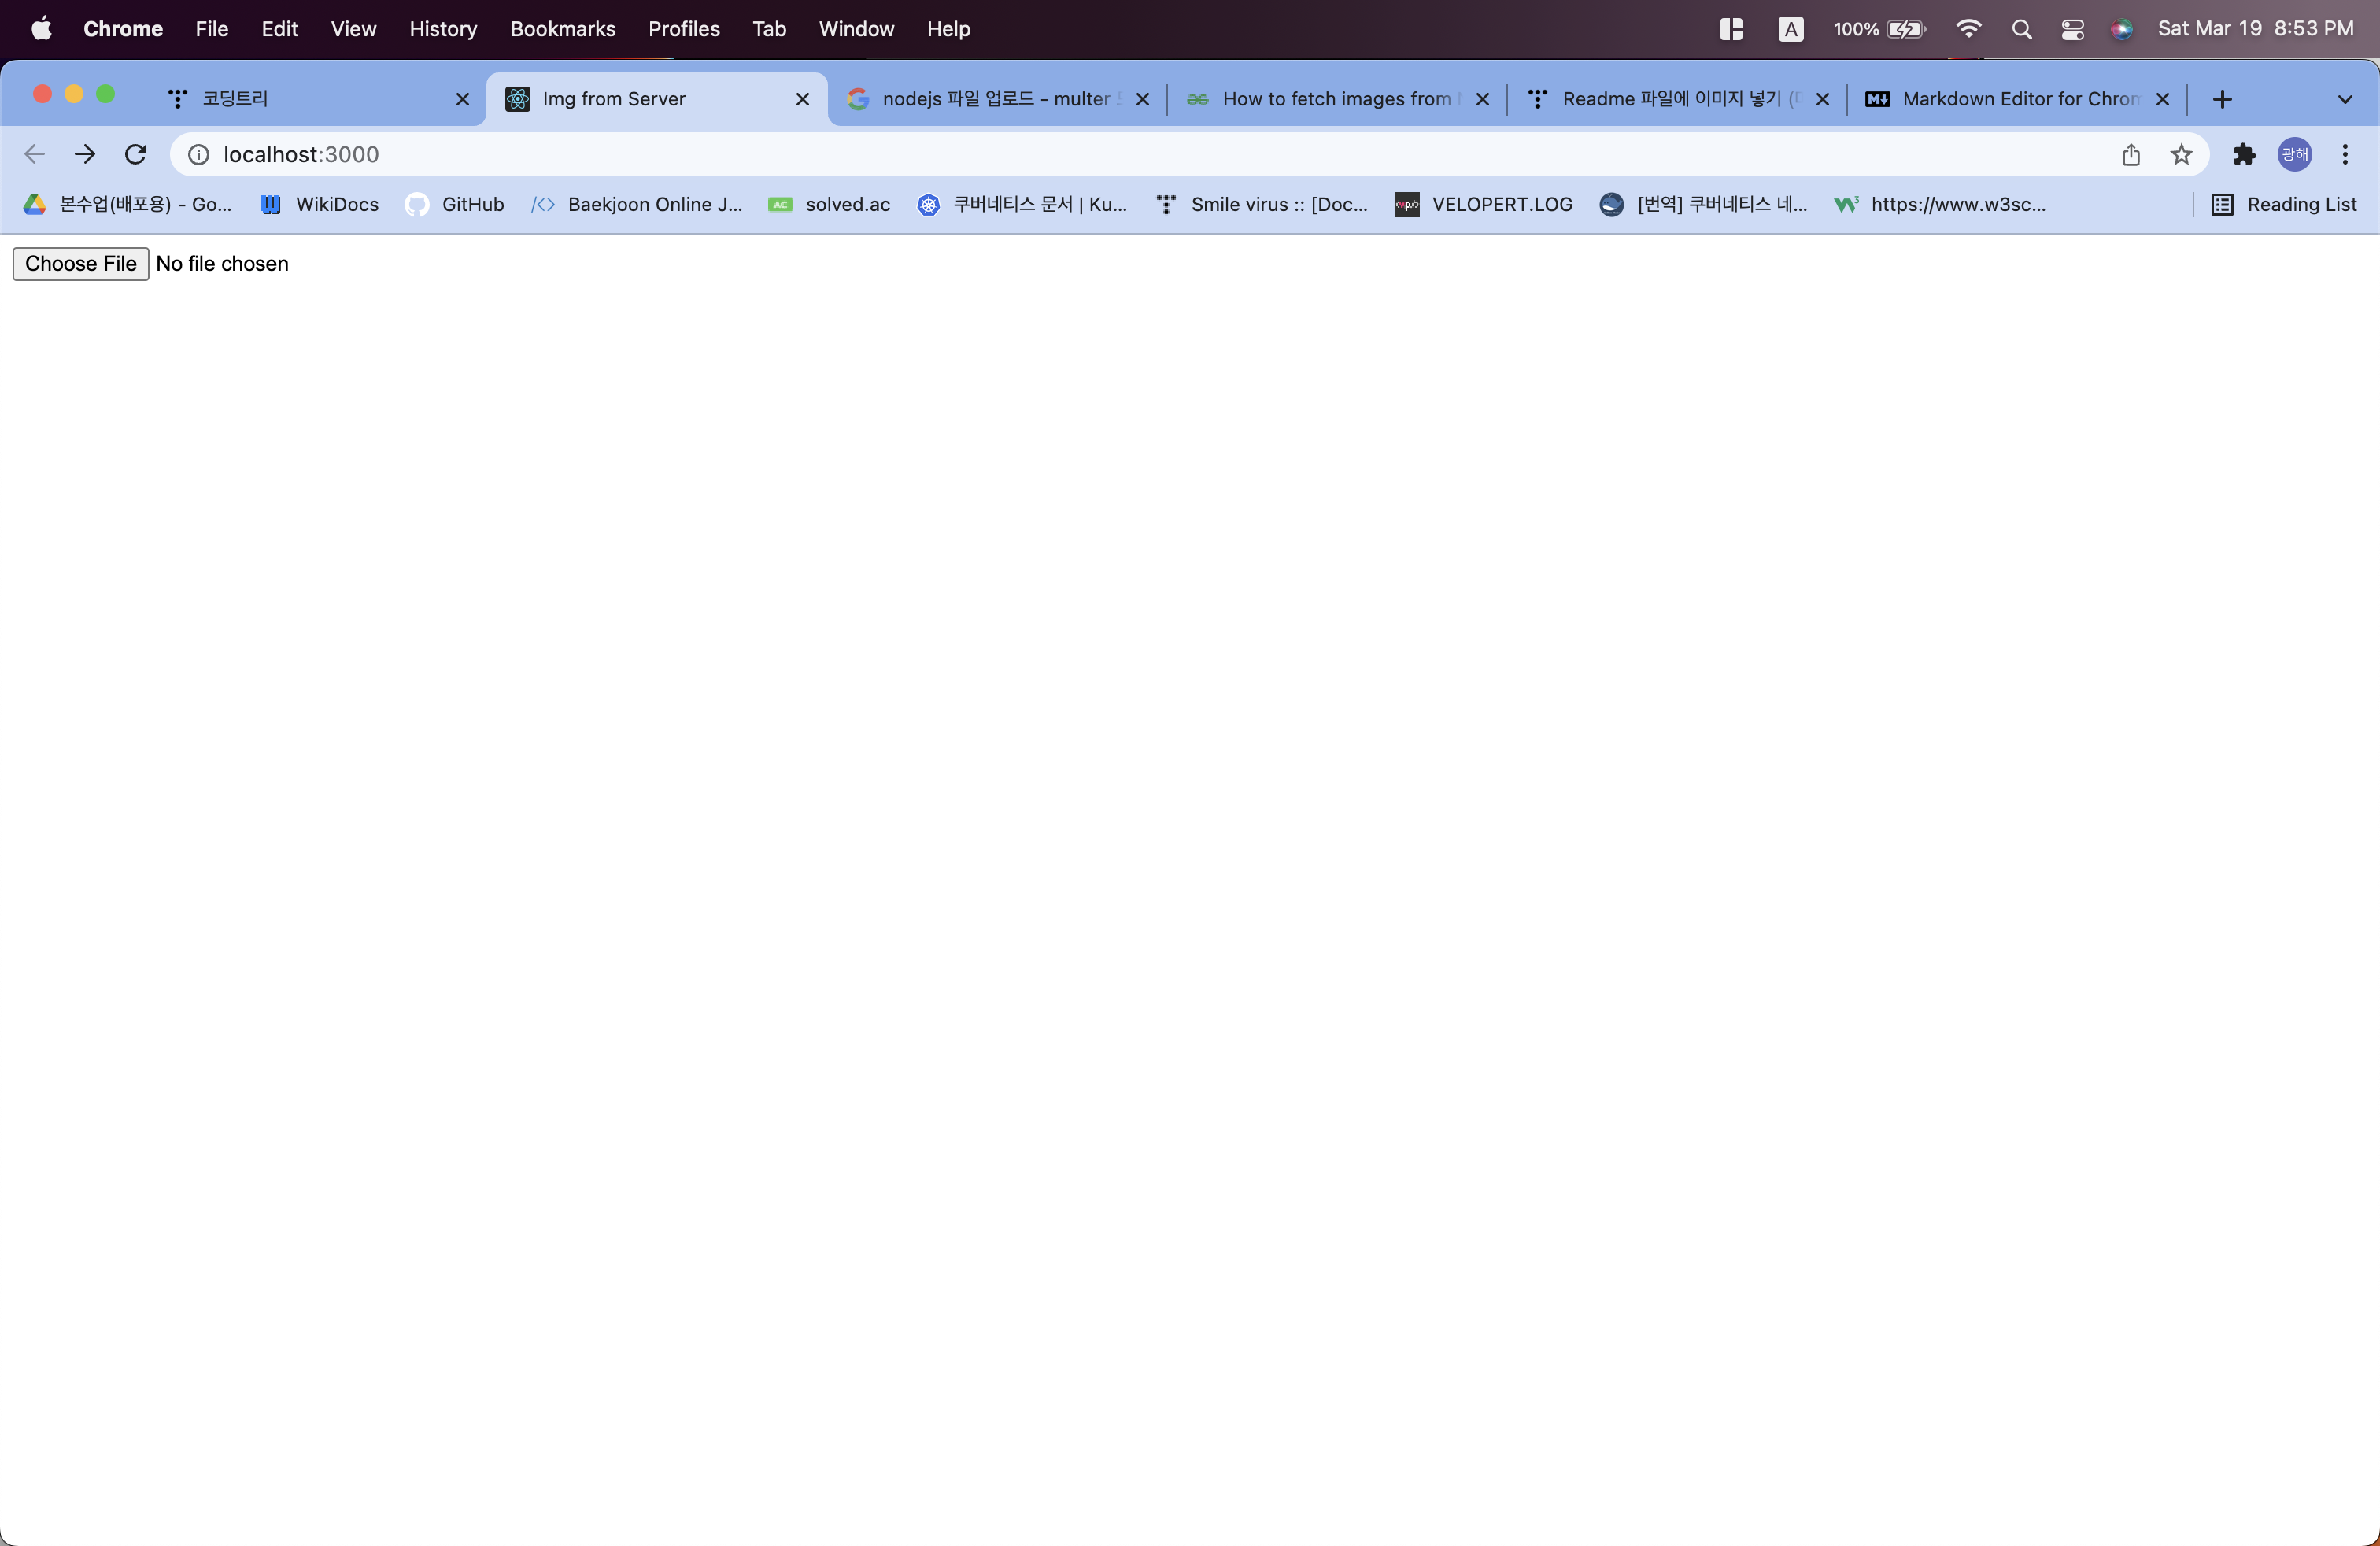 Chrome File Edit View History Bookmarks Profiles Tab Window Help A 100% Sat Mar 19 8:53 PM
코딩트리 Img from Server nodejs 파일 업로드 - multer How to fetch images from Readme 파일에 이미지 넣기 ( M↓ Markdown Editor for Chrom
localhost:3000 광해
본수업(배포용) - Go... WikiDocs GitHub /<> Baekjoon Online J... AC solved.ac 쿠버네티스 문서 | Ku... Smile virus :: [Doc... VELOPERT.LOG [번역] 쿠버네티스 네... https://www.w3sc... Reading List
Choose File No file chosen